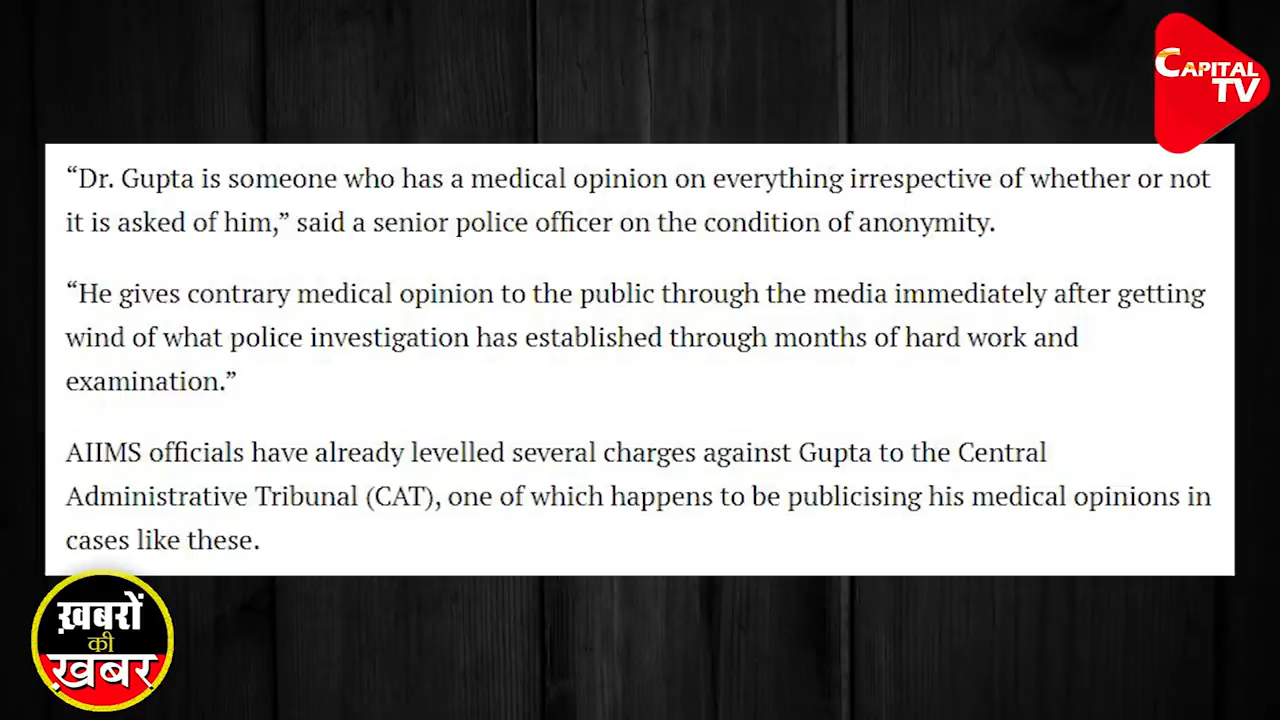 CAPITAL
TV
“Dr. Gupta is someone who has a medical opinion on everything irrespective of whether or not
it is asked of him,” said a senior police officer on the condition of anonymity.
“He gives contrary medical opinion to the public through the media immediately after getting
wind of what police investigation has established through months of hard work and
examination.”
AIIMS officials have already levelled several charges against Gupta to the Central
Administrative Tribunal (CAT), one of which happens to be publicising his medical opinions in
cases like these.
ख़बरों
की
ख़बर